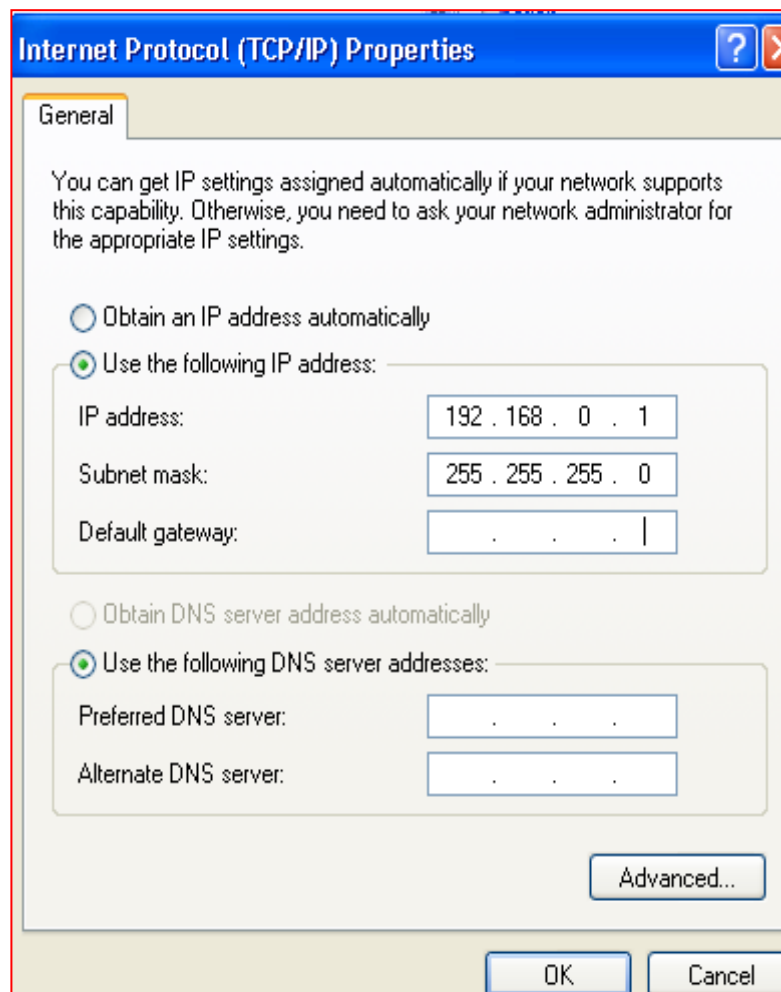 Internet Protocol (TCP/IP) Properties
General
You can get IP settings assigned automatically if your network supports
this capability. Otherwise, you need to ask your network administrator for
the appropriate IP settings.
Obtain an IP address automatically
Use the following IP address:
IP address: 192 . 168 . 0 . 1
Subnet mask: 255 . 255 . 255 . 0
Default gateway: . . .
Obtain DNS server address automatically
Use the following DNS server addresses:
Preferred DNS server: . . .
Alternate DNS server: . . .
Advanced...
OK Cancel